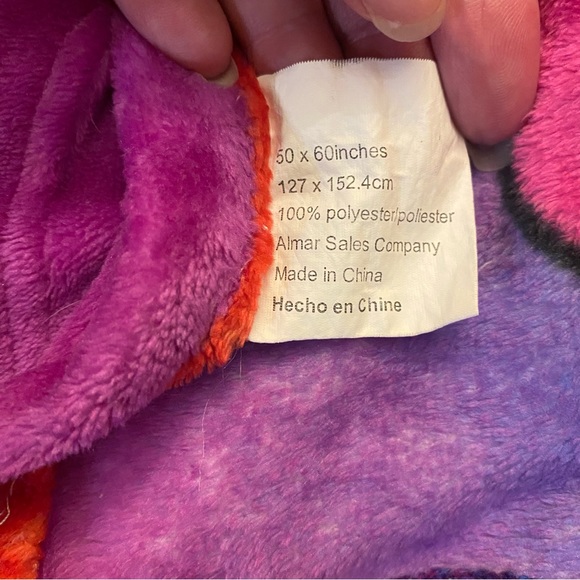 50 x 60inches
127 x 152.4cm
100% polyester/poliester
Almar Sales Company
Made in China
Hecho en Chine